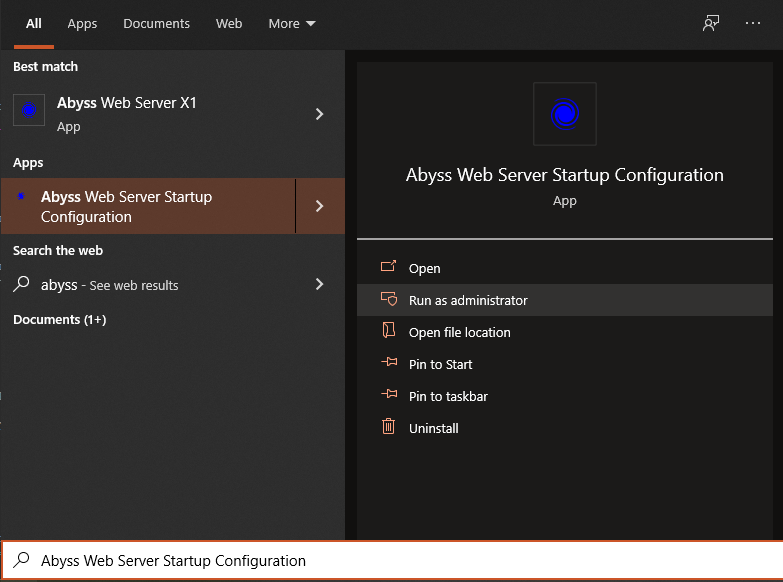 All Apps Documents Web More
Best match
Abyss Web Server X1
App
Apps
Abyss Web Server Startup
Configuration
Search the web
abyss - See web results
Documents (1+)
Abyss Web Server Startup Configuration
App
Open
Run as administrator
Open file location
Pin to Start
Pin to taskbar
Uninstall
Abyss Web Server Startup Configuration